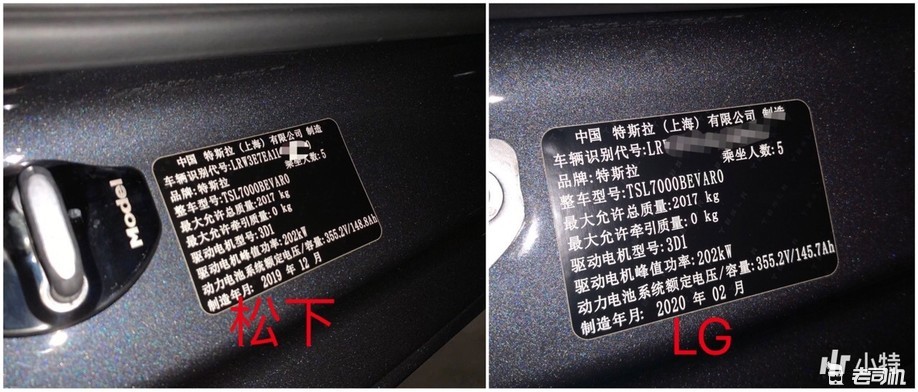 中国 特斯拉（上海）有限公司 制造
车辆识别代号:LRW3E7EA1L
乘坐人数:5
品牌:特斯拉
整车型号:TSL7000BEVAR0
最大允许总质量:2017 kg
最大允许牵引质量:0 kg
驱动电机型号:3D1
驱动电机峰值功率:202kW
动力电池系统额定电压/容量:355.2V/148.8Ah
制造年月: 2019 年 12 月
Model
松下
中国 特斯拉（上海）有限公司 制造
车辆识别代号:LR
乘坐人数:5
品牌:特斯拉
整车型号:TSL7000BEVAR0
最大允许总质量:2017 kg
最大允许牵引质量:0 kg
驱动电机型号:3D1
驱动电机峰值功率:202kW
动力电池系统额定电压/容量:355.2V/145.7Ah
制造年月: 2020 年 02 月
LG
小特
老司机